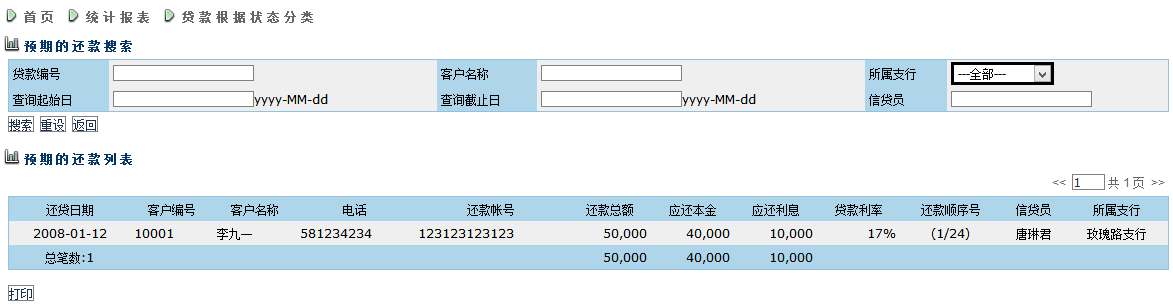 首页 统计报表 贷款根据状态分类
预期的还款搜索
贷款编号 客户名称 所属支行 ---全部---
查询起始日 yyyy-MM-dd 查询截止日 yyyy-MM-dd 信贷员
搜索 重设 返回
预期的还款列表
<< 1 共 1 页 >>
还贷日期 客户编号 客户名称 电话 还款帐号 还款总额 应还本金 应还利息 贷款利率 还款顺序号 信贷员 所属支行
2008-01-12 10001 李九一 581234234 123123123123 50,000 40,000 10,000 17% (1/24) 唐琳君 玫瑰路支行
总笔数:1 50,000 40,000 10,000
打印